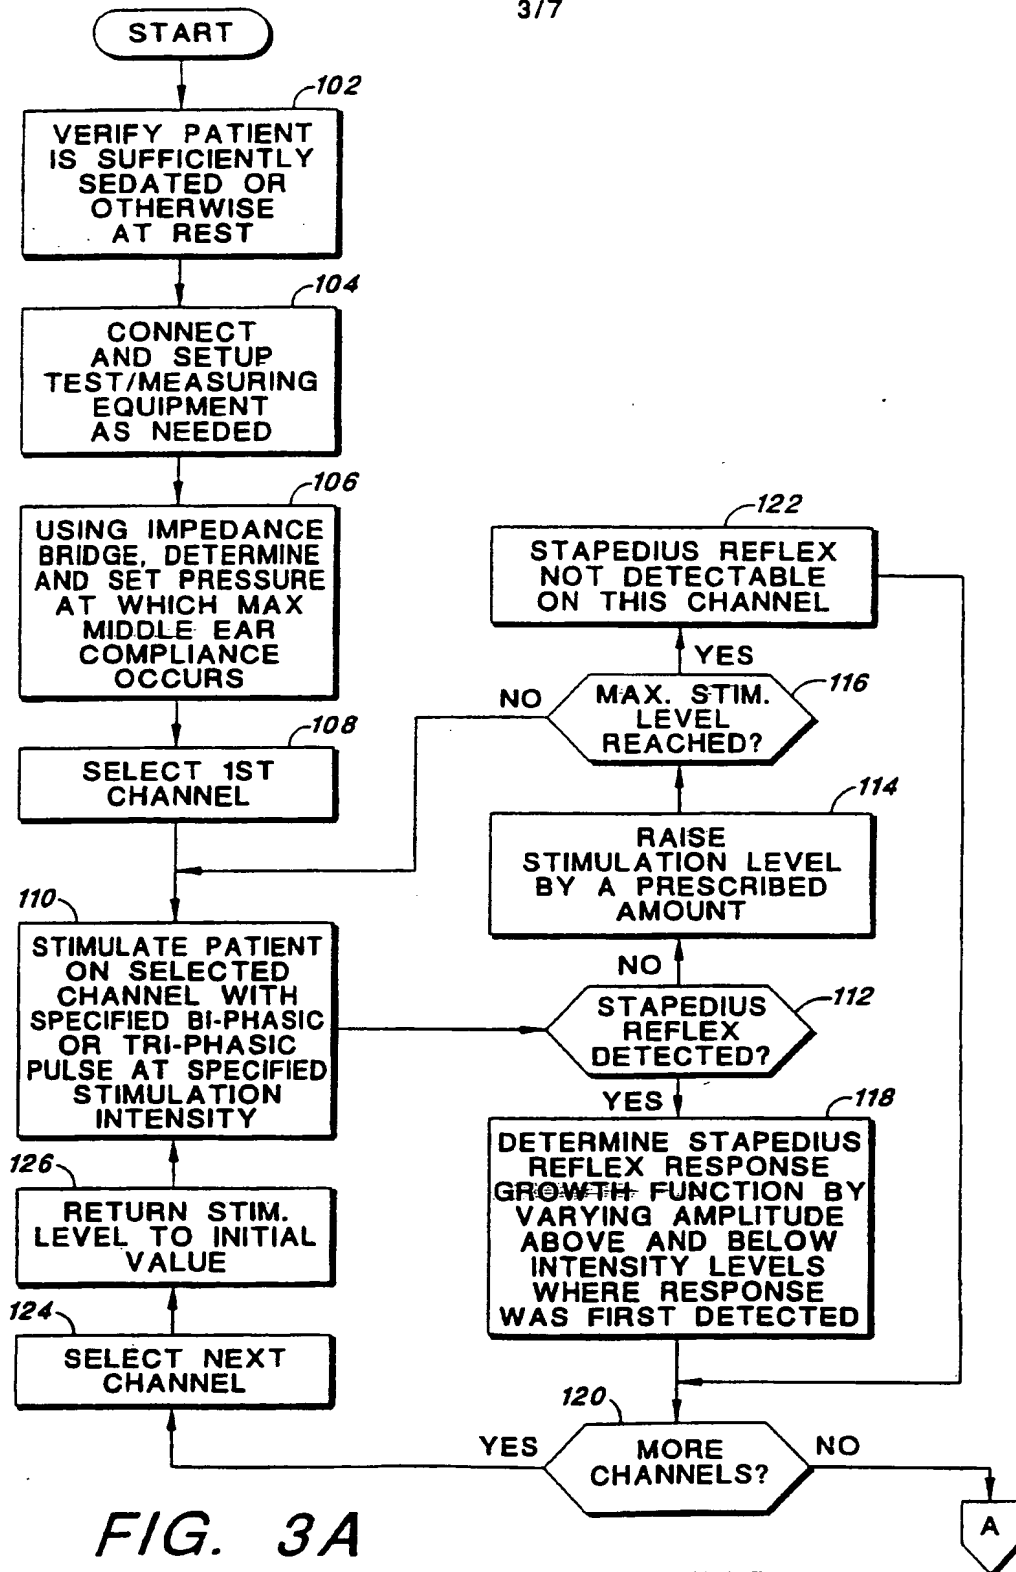 3/7
START
102
VERIFY PATIENT
IS SUFFICIENTLY
SEDATED OR
OTHERWISE
AT REST
104
CONNECT
AND SETUP
TEST/MEASURING
EQUIPMENT
AS NEEDED
106
USING IMPEDANCE
BRIDGE, DETERMINE
AND SET PRESSURE
AT WHICH MAX
MIDDLE EAR
COMPLIANCE
OCCURS
108
SELECT 1ST
CHANNEL
110
STIMULATE PATIENT
ON SELECTED
CHANNEL WITH
SPECIFIED BI-PHASIC
OR TRI-PHASIC
PULSE AT SPECIFIED
STIMULATION
INTENSITY
126
RETURN STIM.
LEVEL TO INITIAL
VALUE
124
SELECT NEXT
CHANNEL
122
STAPEDIUS REFLEX
NOT DETECTABLE
ON THIS CHANNEL
YES
NO
116
MAX. STIM.
LEVEL
REACHED?
114
RAISE
STIMULATION LEVEL
BY A PRESCRIBED
AMOUNT
NO
112
STAPEDIUS
REFLEX
DETECTED?
YES
118
DETERMINE STAPEDIUS
REFLEX RESPONSE
GROWTH FUNCTION BY
VARYING AMPLITUDE
ABOVE AND BELOW
INTENSITY LEVELS
WHERE RESPONSE
WAS FIRST DETECTED
120
YES
MORE
CHANNELS?
NO
A
FIG. 3A